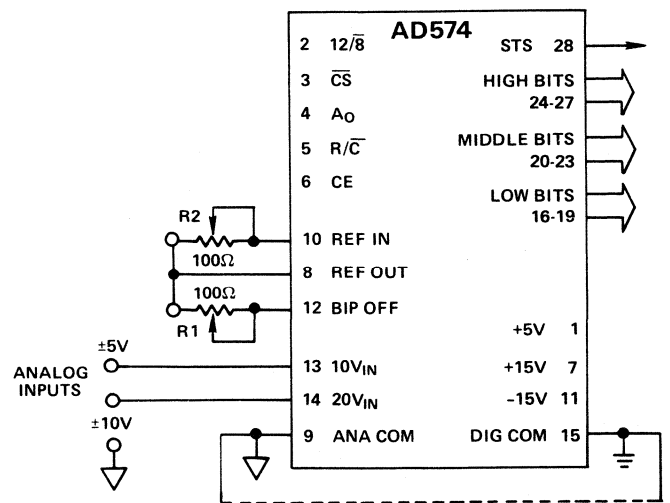 AD574
2 12/8̅
3 C̅S̅
4 A₀
5 R/C̅
6 CE
10 REF IN
8 REF OUT
12 BIP OFF
13 10VIN
14 20VIN
9 ANA COM
STS 28
HIGH BITS
24-27
MIDDLE BITS
20-23
LOW BITS
16-19
+5V 1
+15V 7
-15V 11
DIG COM 15
R2
100Ω
100Ω
R1
±5V
ANALOG
INPUTS
±10V